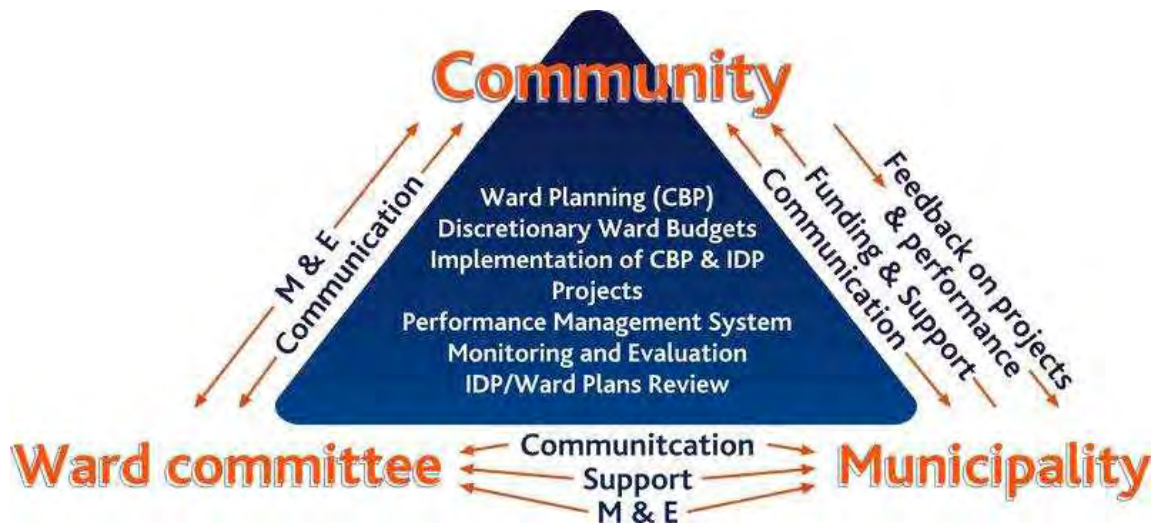 Community
M & E
Communication
Ward Planning (CBP)
Discretionary Ward Budgets
Implementation of CBP & IDP
Projects
Performance Management System
Monitoring and Evaluation
IDP/Ward Plans Review
Communication
Funding & Support
Feedback on projects
& performance
Ward committee
Communitcation
Support
M & E
Municipality